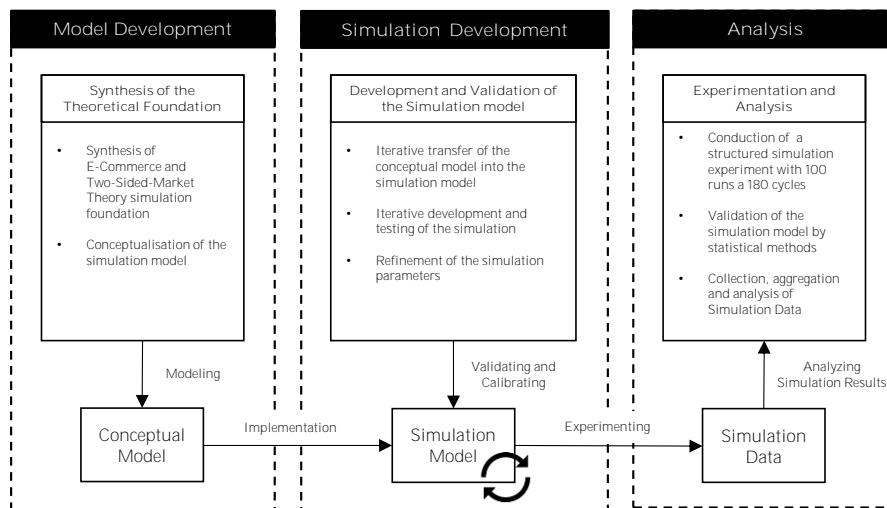 Model Development
Synthesis of the
Theoretical Foundation
• Synthesis of
E-Commerce and
Two-Sided-Market
Theory simulation
foundation
• Conceptualisation of the
simulation model
Modeling
Conceptual
Model
Implementation
Simulation Development
Development and Validation of
the Simulation model
• Iterative transfer of the
conceptual model into the
simulation model
• Iterative development and
testing of the simulation
• Refinement of the simulation
parameters
Validating and
Calibrating
Simulation
Model
Experimenting
Analysis
Experimentation and
Analysis
• Conduction of a
structured simulation
experiment with 100
runs a 180 cycles
• Validation of the
simulation model by
statistical methods
• Collection, aggregation
and analysis of
Simulation Data
Analyzing
Simulation Results
Simulation
Data